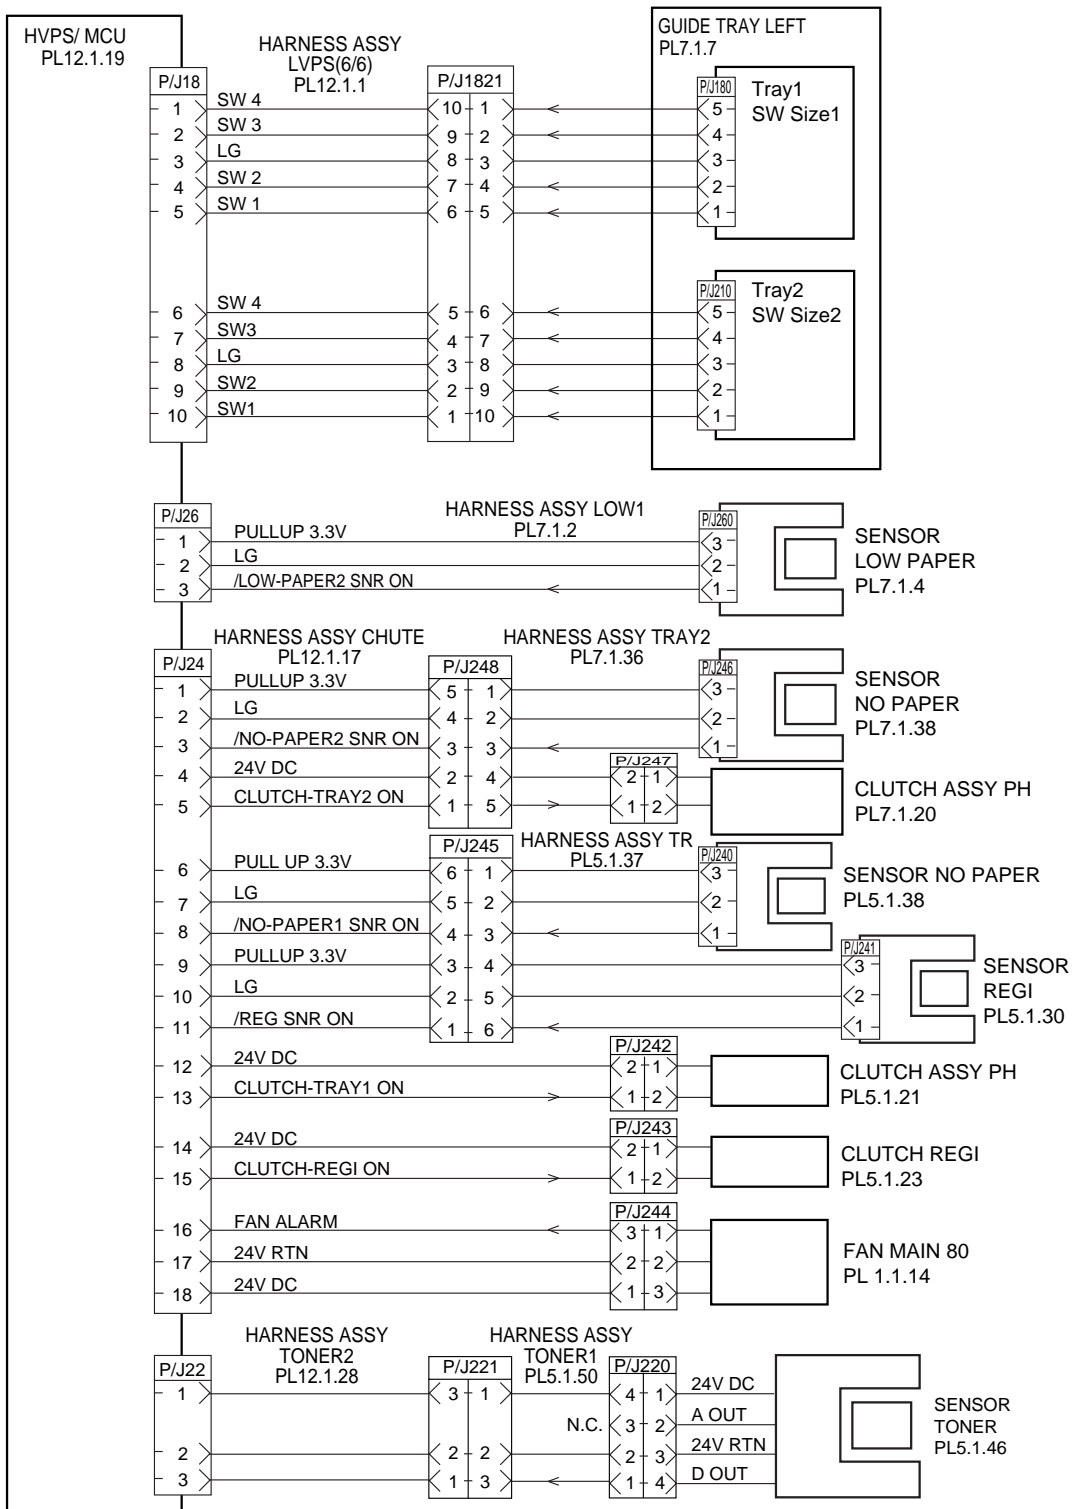 HVPS/ MCU
PL12.1.19
HARNESS ASSY
LVPS(6/6)
PL12.1.1
GUIDE TRAY LEFT
PL7.1.7
P/J18
P/J1821
P/J180
Tray1
SW Size1
1 SW 4 10 1 5
2 SW 3 9 2 4
3 LG 8 3 3
4 SW 2 7 4 2
5 SW 1 6 5 1
P/J210
Tray2
SW Size2
6 SW 4 5 6 5
7 SW3 4 7 4
8 LG 3 8 3
9 SW2 2 9 2
10 SW1 1 10 1
P/J26
HARNESS ASSY LOW1
PL7.1.2
P/J260
1 PULLUP 3.3V 3
2 LG 2
3 /LOW-PAPER2 SNR ON 1
SENSOR
LOW PAPER
PL7.1.4
HARNESS ASSY CHUTE
PL12.1.17
HARNESS ASSY TRAY2
PL7.1.36
P/J24
P/J248
P/J246
1 PULLUP 3.3V 5 1 3
2 LG 4 2 2
3 /NO-PAPER2 SNR ON 3 3 1
SENSOR
NO PAPER
PL7.1.38
P/J247
4 24V DC 2 4 2 1
5 CLUTCH-TRAY2 ON 1 5 1 2
CLUTCH ASSY PH
PL7.1.20
P/J245
HARNESS ASSY TR
PL5.1.37
P/J240
6 PULL UP 3.3V 6 1 3
7 LG 5 2 2
8 /NO-PAPER1 SNR ON 4 3 1
SENSOR NO PAPER
PL5.1.38
P/J241
9 PULLUP 3.3V 3 4 3
10 LG 2 5 2
11 /REG SNR ON 1 6 1
SENSOR
REGI
PL5.1.30
P/J242
12 24V DC 2 1
13 CLUTCH-TRAY1 ON 1 2
CLUTCH ASSY PH
PL5.1.21
P/J243
14 24V DC 2 1
15 CLUTCH-REGI ON 1 2
CLUTCH REGI
PL5.1.23
P/J244
16 FAN ALARM 3 1
17 24V RTN 2 2
18 24V DC 1 3
FAN MAIN 80
PL 1.1.14
HARNESS ASSY
TONER2
PL12.1.28
HARNESS ASSY
TONER1
PL5.1.50
P/J22
P/J221
P/J220
1 3 1 4 1 24V DC
N.C. 3 2 A OUT
2 2 2 2 3 24V RTN
3 1 3 1 4 D OUT
SENSOR
TONER
PL5.1.46